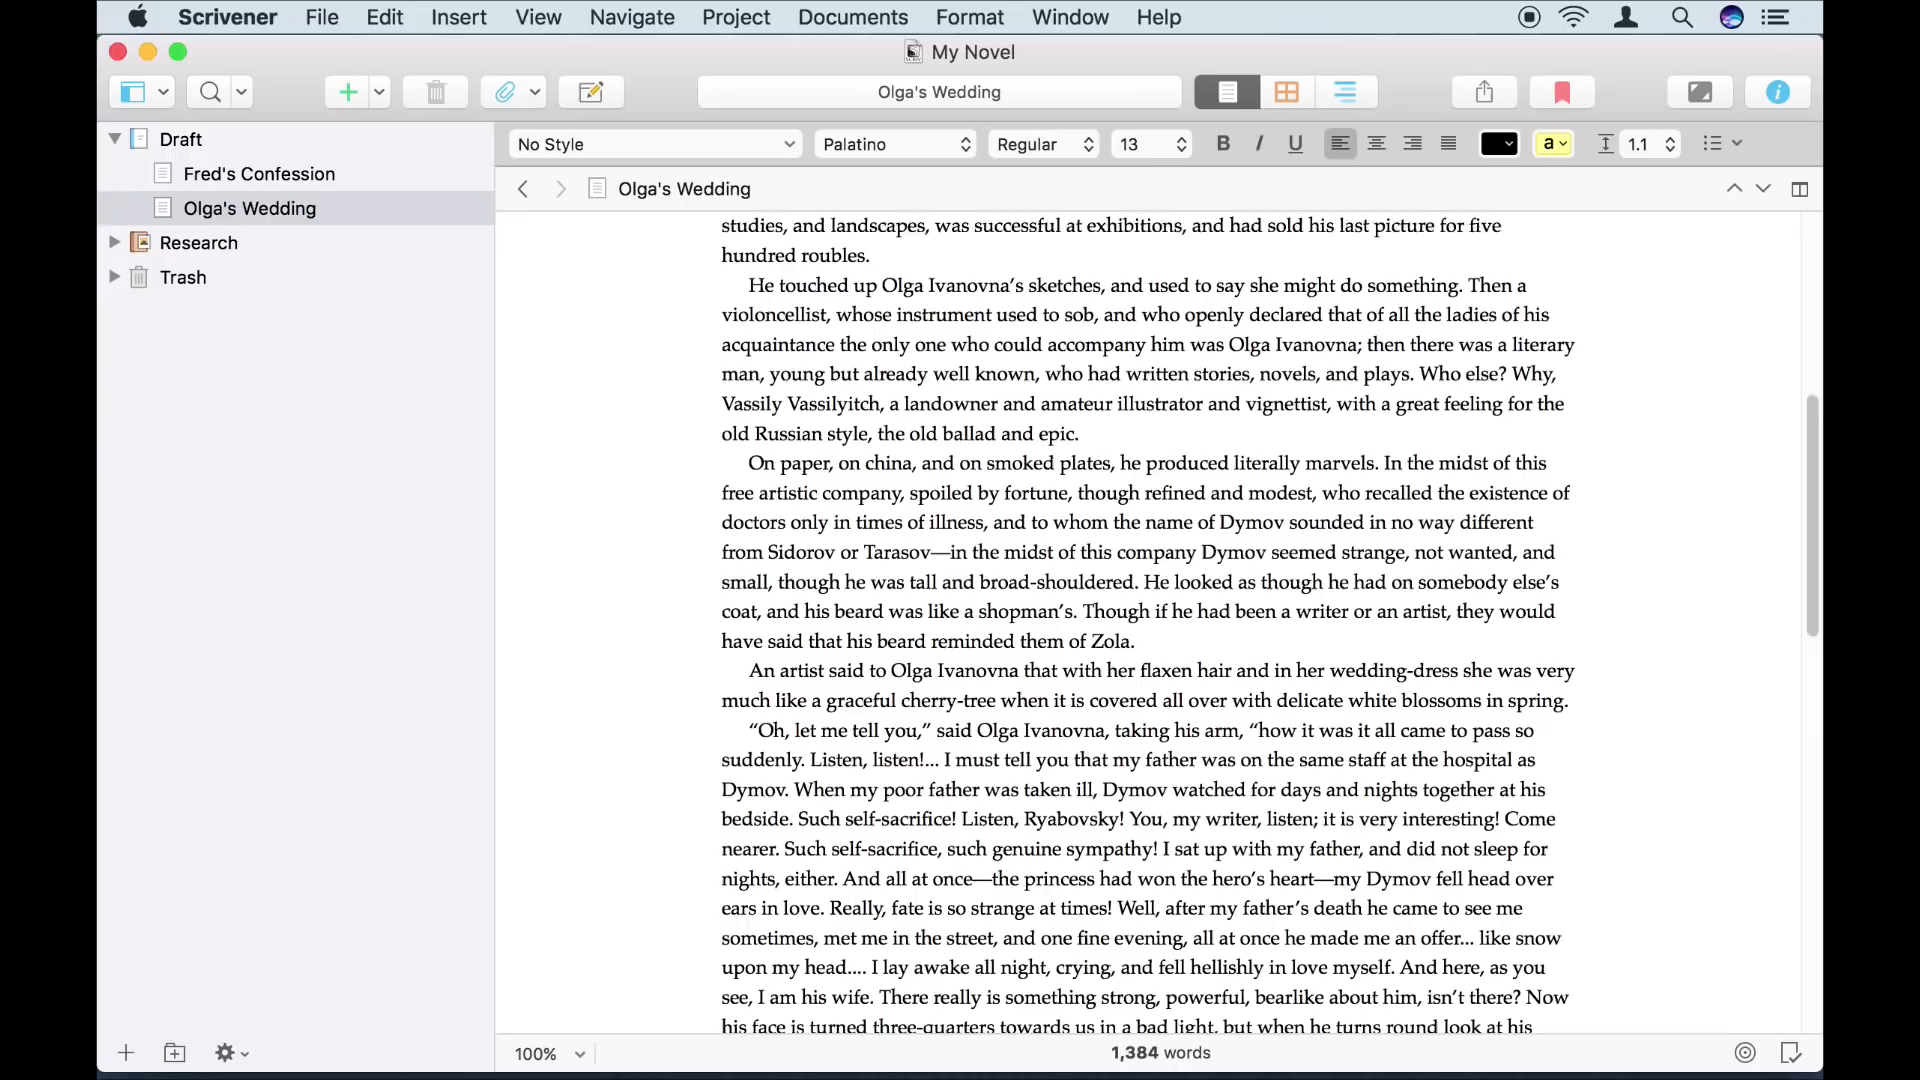 Scrivener File Edit Insert View Navigate Project Documents Format Window Help
My Novel
Olga's Wedding
No Style Palatino Regular 13 B I U a 1.1
Draft
Fred's Confession
Olga's Wedding
Research
Trash
Olga's Wedding
studies, and landscapes, was successful at exhibitions, and had sold his last picture for five
hundred roubles.
He touched up Olga Ivanovna’s sketches, and used to say she might do something. Then a
violoncellist, whose instrument used to sob, and who openly declared that of all the ladies of his
acquaintance the only one who could accompany him was Olga Ivanovna; then there was a literary
man, young but already well known, who had written stories, novels, and plays. Who else? Why,
Vassily Vassilyitch, a landowner and amateur illustrator and vignettist, with a great feeling for the
old Russian style, the old ballad and epic.
On paper, on china, and on smoked plates, he produced literally marvels. In the midst of this
free artistic company, spoiled by fortune, though refined and modest, who recalled the existence of
doctors only in times of illness, and to whom the name of Dymov sounded in no way different
from Sidorov or Tarasov—in the midst of this company Dymov seemed strange, not wanted, and
small, though he was tall and broad-shouldered. He looked as though he had on somebody else’s
coat, and his beard was like a shopman’s. Though if he had been a writer or an artist, they would
have said that his beard reminded them of Zola.
An artist said to Olga Ivanovna that with her flaxen hair and in her wedding-dress she was very
much like a graceful cherry-tree when it is covered all over with delicate white blossoms in spring.
“Oh, let me tell you,” said Olga Ivanovna, taking his arm, “how it was it all came to pass so
suddenly. Listen, listen!... I must tell you that my father was on the same staff at the hospital as
Dymov. When my poor father was taken ill, Dymov watched for days and nights together at his
bedside. Such self-sacrifice! Listen, Ryabovsky! You, my writer, listen; it is very interesting! Come
nearer. Such self-sacrifice, such genuine sympathy! I sat up with my father, and did not sleep for
nights, either. And all at once—the princess had won the hero’s heart—my Dymov fell head over
ears in love. Really, fate is so strange at times! Well, after my father’s death he came to see me
sometimes, met me in the street, and one fine evening, all at once he made me an offer... like snow
upon my head.... I lay awake all night, crying, and fell hellishly in love myself. And here, as you
see, I am his wife. There really is something strong, powerful, bearlike about him, isn’t there? Now
his face is turned three-quarters towards us in a bad light, but when he turns round look at his
100% 1,384 words